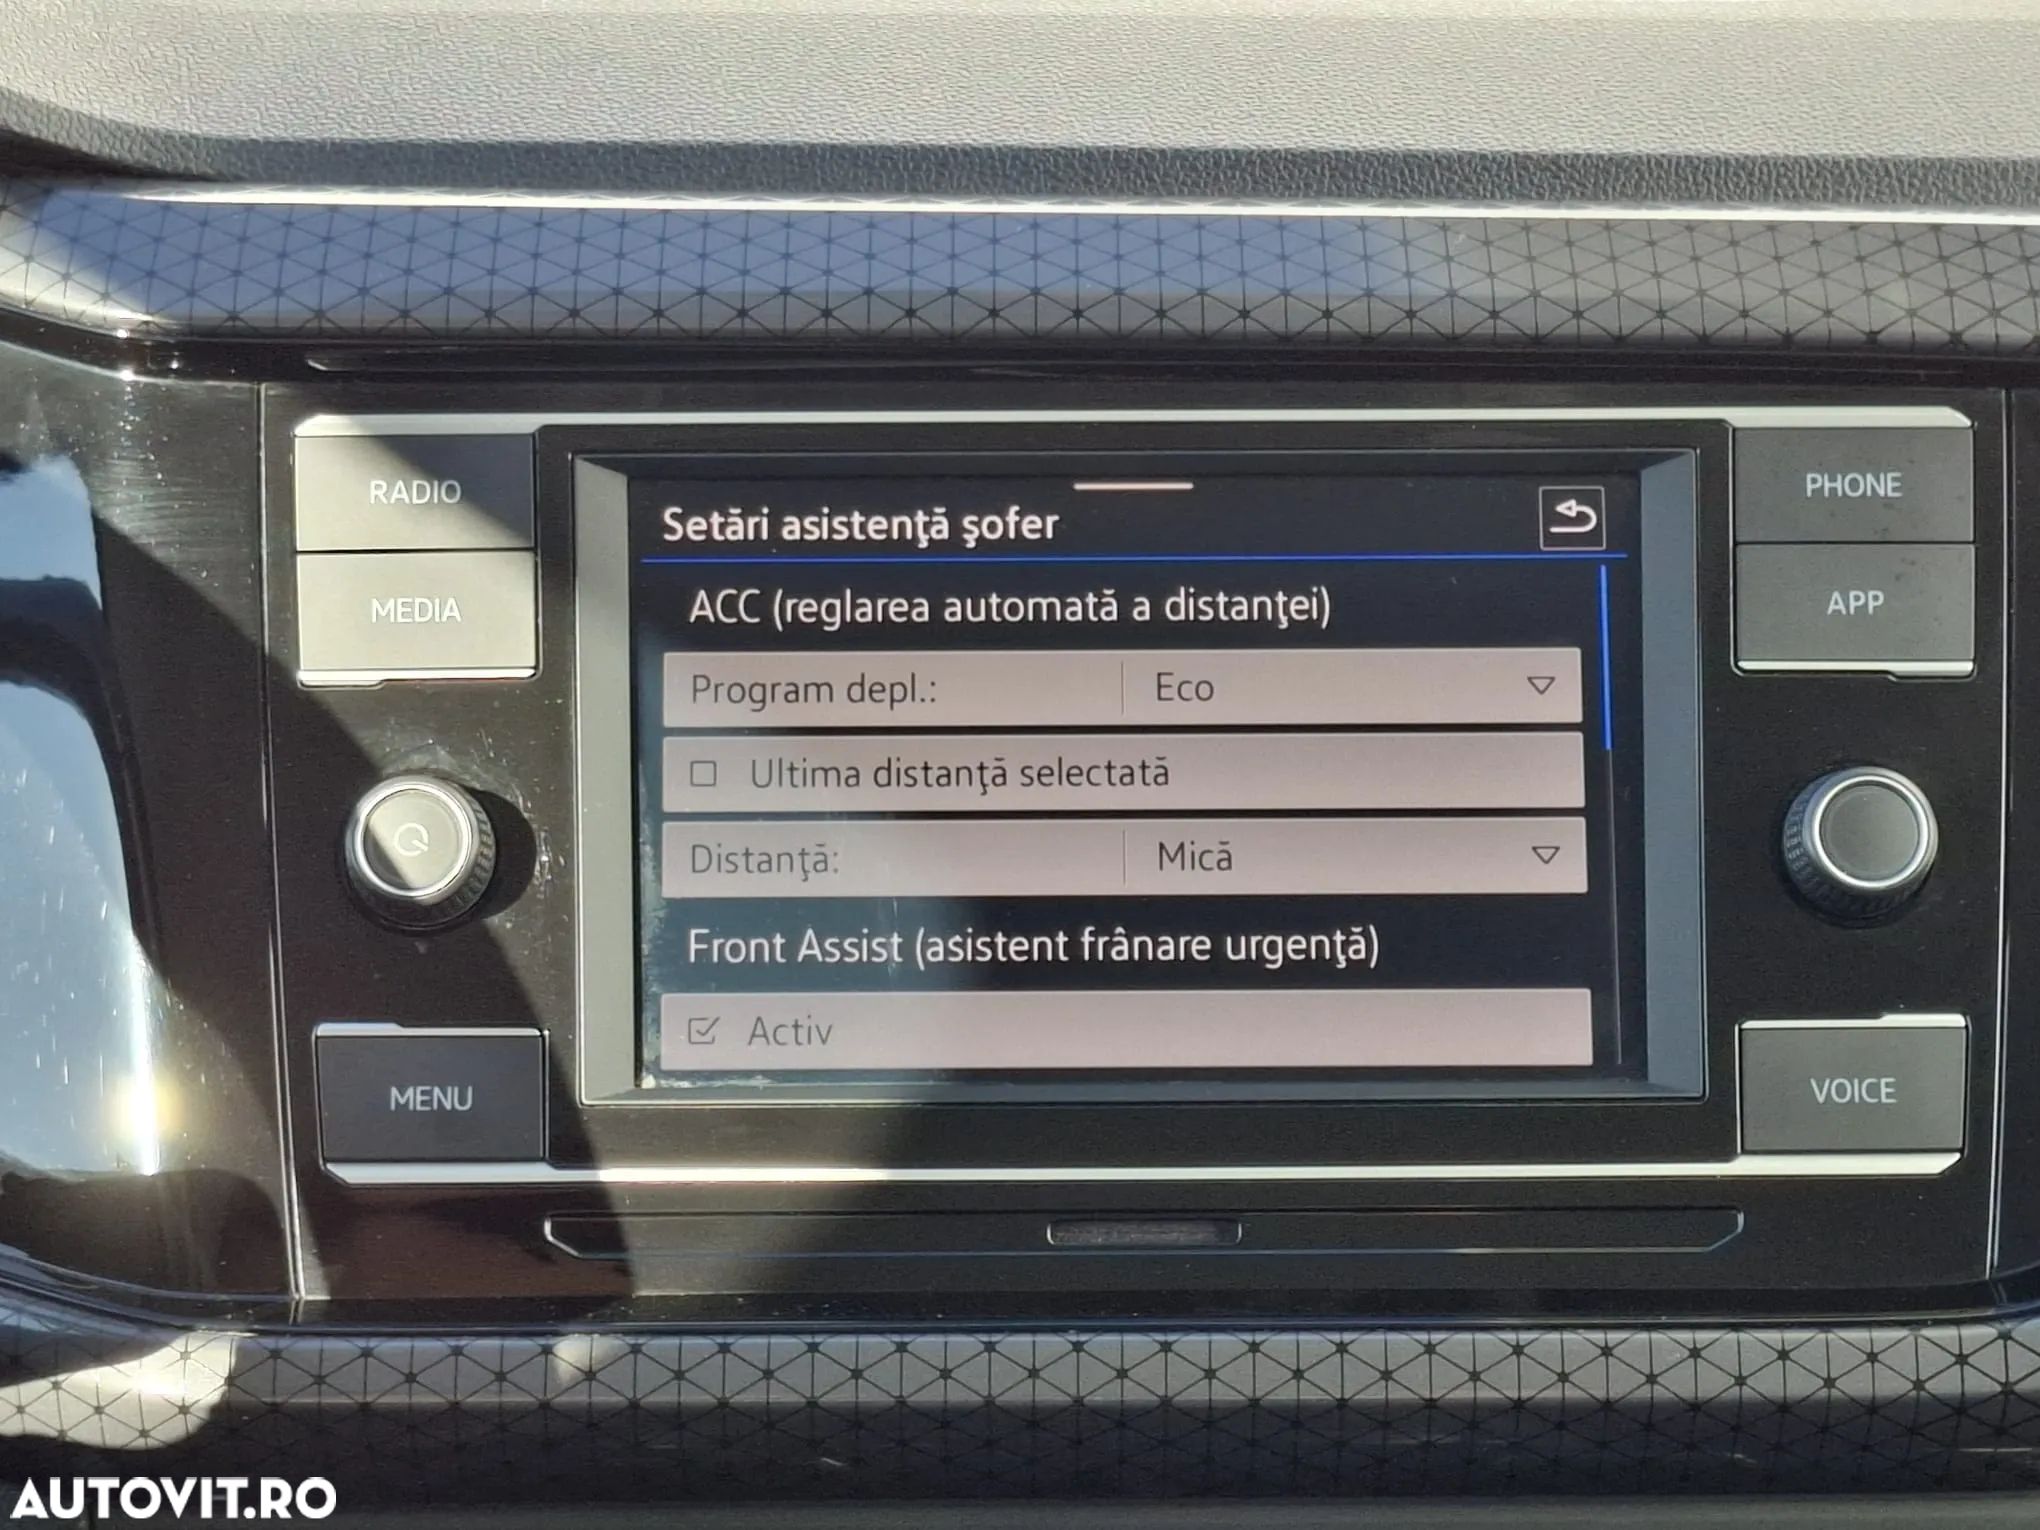 RADIO
MEDIA
MENU
Setări asistenţă şofer
ACC (reglarea automată a distanţei)
Program depl.: Eco
Ultima distanţă selectată
Distanţă: Mică
Front Assist (asistent frânare urgenţă)
Activ
PHONE
APP
VOICE
AUTOVIT.RO